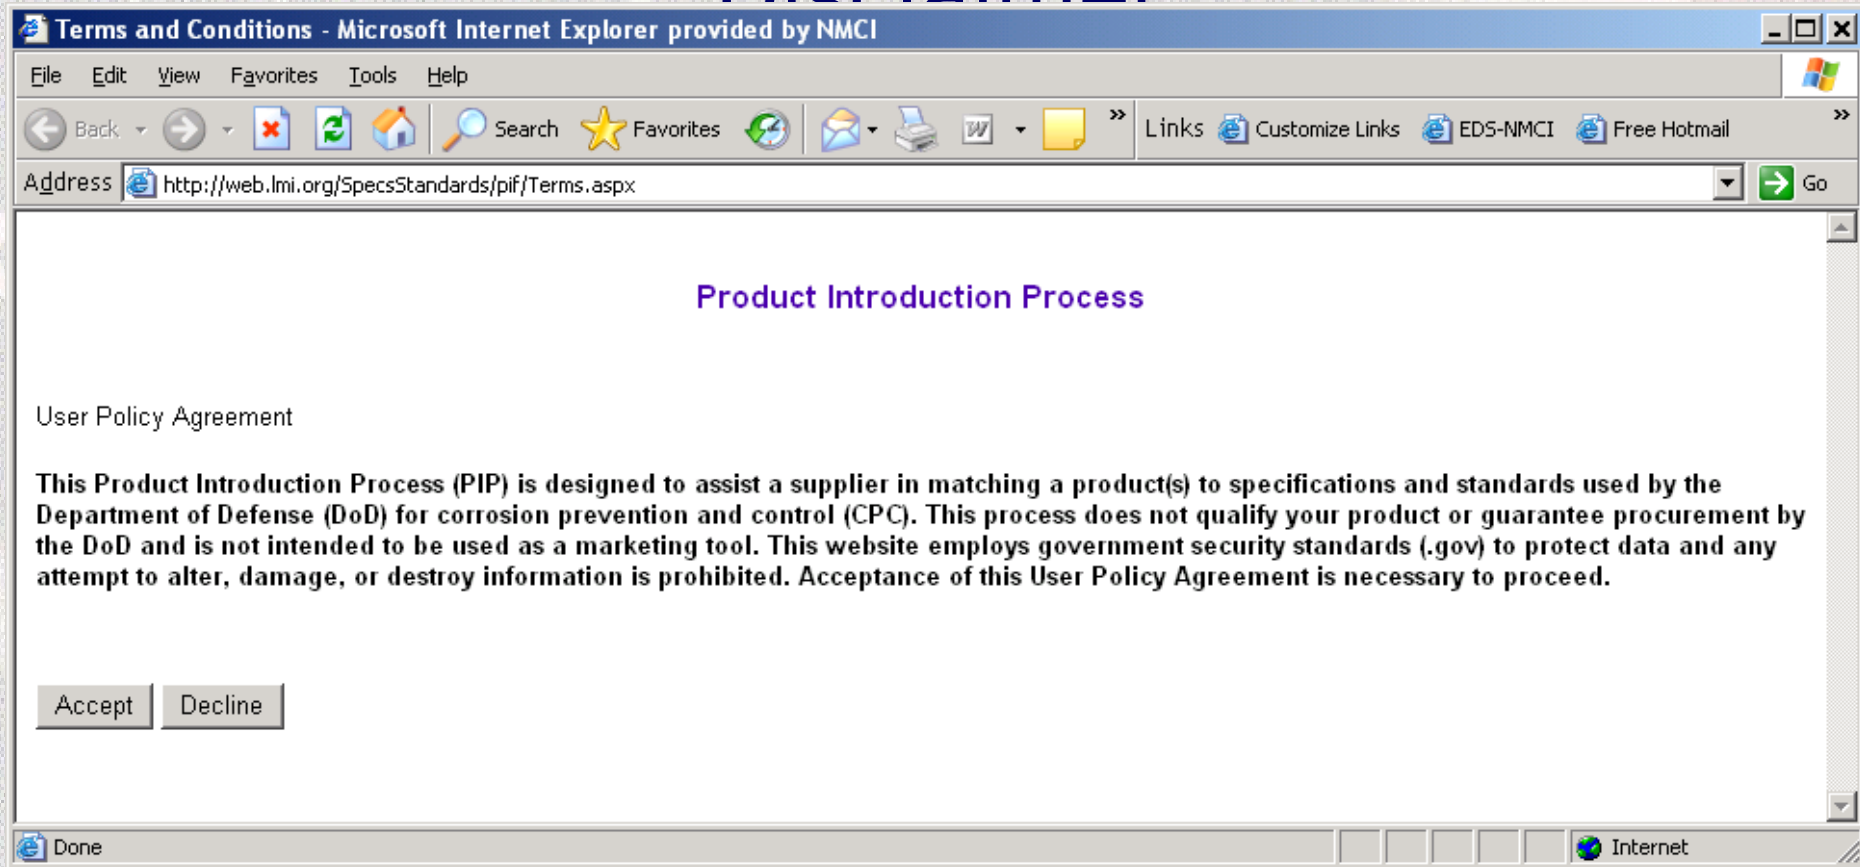 Terms and Conditions - Microsoft Internet Explorer provided by NMCI
File Edit View Favorites Tools Help
Back Search Favorites W » Links Customize Links EDS-NMCI Free Hotmail »
Address http://web.lmi.org/SpecsStandards/pif/Terms.aspx Go
Product Introduction Process
User Policy Agreement
This Product Introduction Process (PIP) is designed to assist a supplier in matching a product(s) to specifications and standards used by the
Department of Defense (DoD) for corrosion prevention and control (CPC). This process does not qualify your product or guarantee procurement by
the DoD and is not intended to be used as a marketing tool. This website employs government security standards (.gov) to protect data and any
attempt to alter, damage, or destroy information is prohibited. Acceptance of this User Policy Agreement is necessary to proceed.
Accept Decline
Done Internet